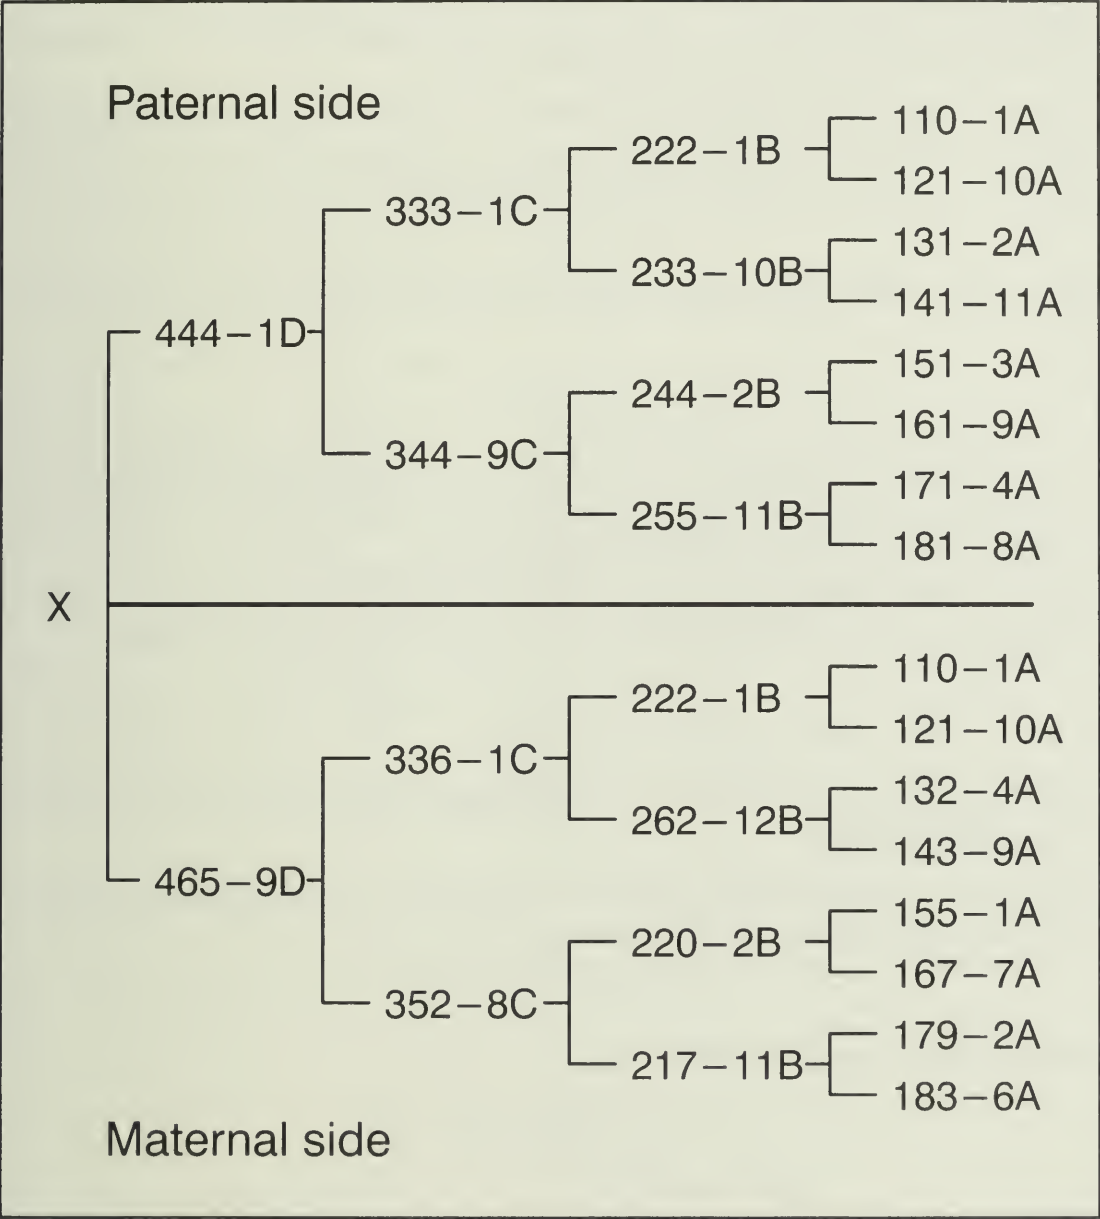 Paternal side
110–1A
222–1B
121–10A
333–1C
131–2A
233–10B
141–11A
444–1D
151–3A
244–2B
161–9A
344–9C
171–4A
255–11B
181–8A
X
110–1A
222–1B
121–10A
336–1C
132–4A
262–12B
143–9A
465–9D
155–1A
220–2B
167–7A
352–8C
179–2A
217–11B
183–6A
Maternal side